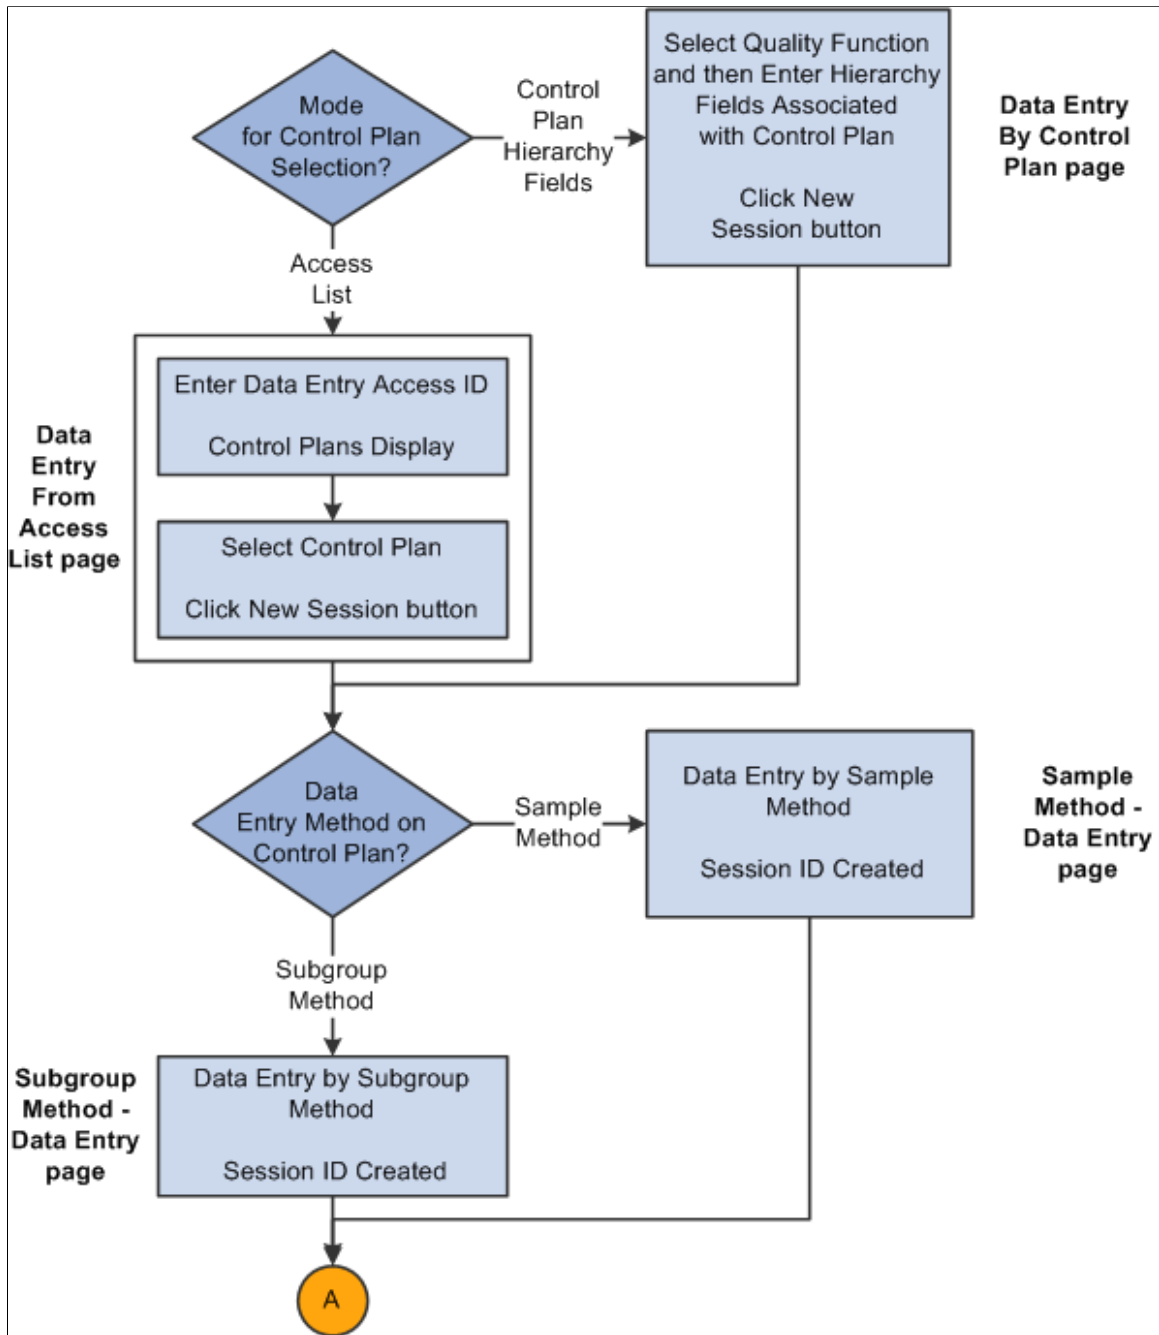 Mode
for Control Plan
Selection?
Control
Plan
Hierarchy
Fields
Select Quality Function
and then Enter Hierarchy
Fields Associated
with Control Plan
Click New
Session button
Data Entry
By Control
Plan page
Access
List
Data
Entry
From
Access
List page
Enter Data Entry Access ID
Control Plans Display
Select Control Plan
Click New Session button
Data
Entry Method on
Control Plan?
Sample
Method
Data Entry by Sample
Method
Session ID Created
Sample
Method -
Data Entry
page
Subgroup
Method
Subgroup
Method -
Data Entry
page
Data Entry by Subgroup
Method
Session ID Created
A